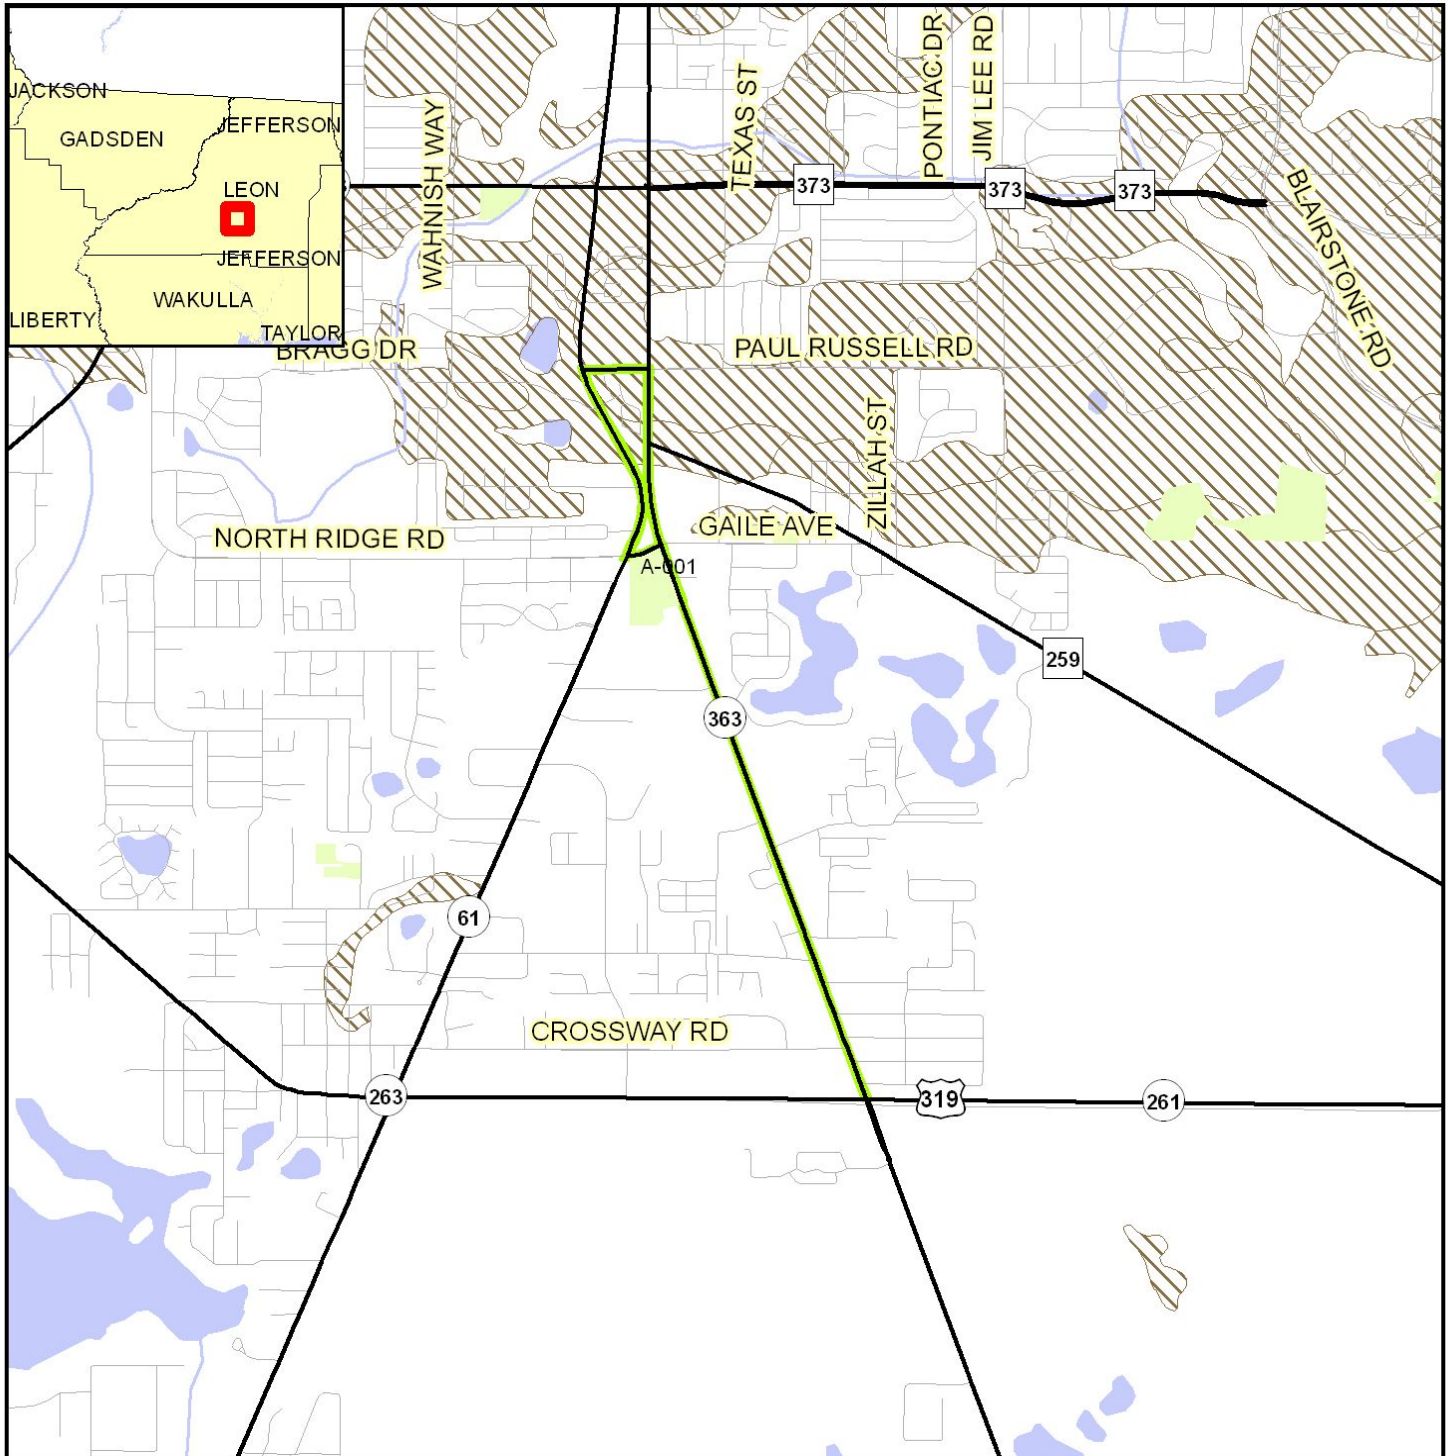 JACKSON
GADSDEN
JEFFERSON
LEON
JEFFERSON
WAKULLA
LIBERTY
TAYLOR
WAHNISH WAY
TEXAS ST
PONTIAC DR
JIM LEE RD
373
373
373
BLAIRSTONE RD
BRAGG DR
PAUL RUSSELL RD
ZILLAH ST
NORTH RIDGE RD
GAILE AVE
A-001
259
363
61
CROSSWAY RD
263
319
261